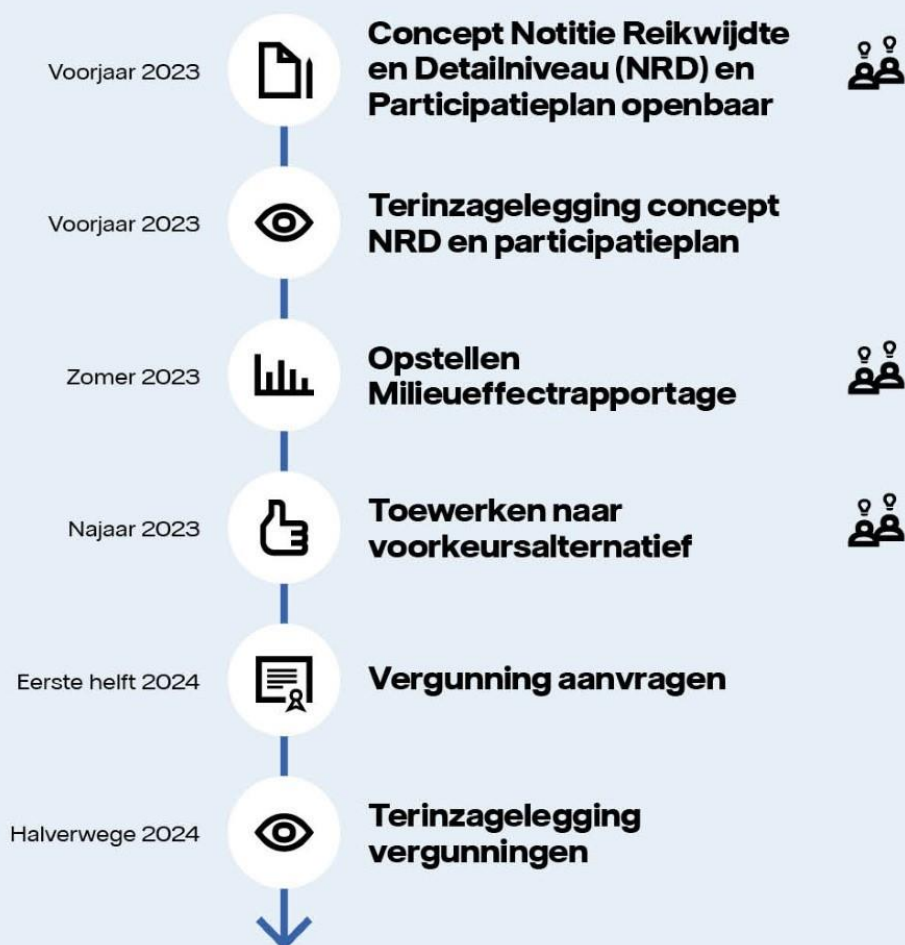 Voorjaar 2023
Concept Notitie Reikwijdte
en Detailniveau (NRD) en
Participatieplan openbaar
Voorjaar 2023
Terinzagelegging concept
NRD en participatieplan
Zomer 2023
Opstellen
Milieueffectrapportage
Najaar 2023
Toewerken naar
voorkeursalternatief
Eerste helft 2024
Vergunning aanvragen
Halverwege 2024
Terinzagelegging
vergunningen